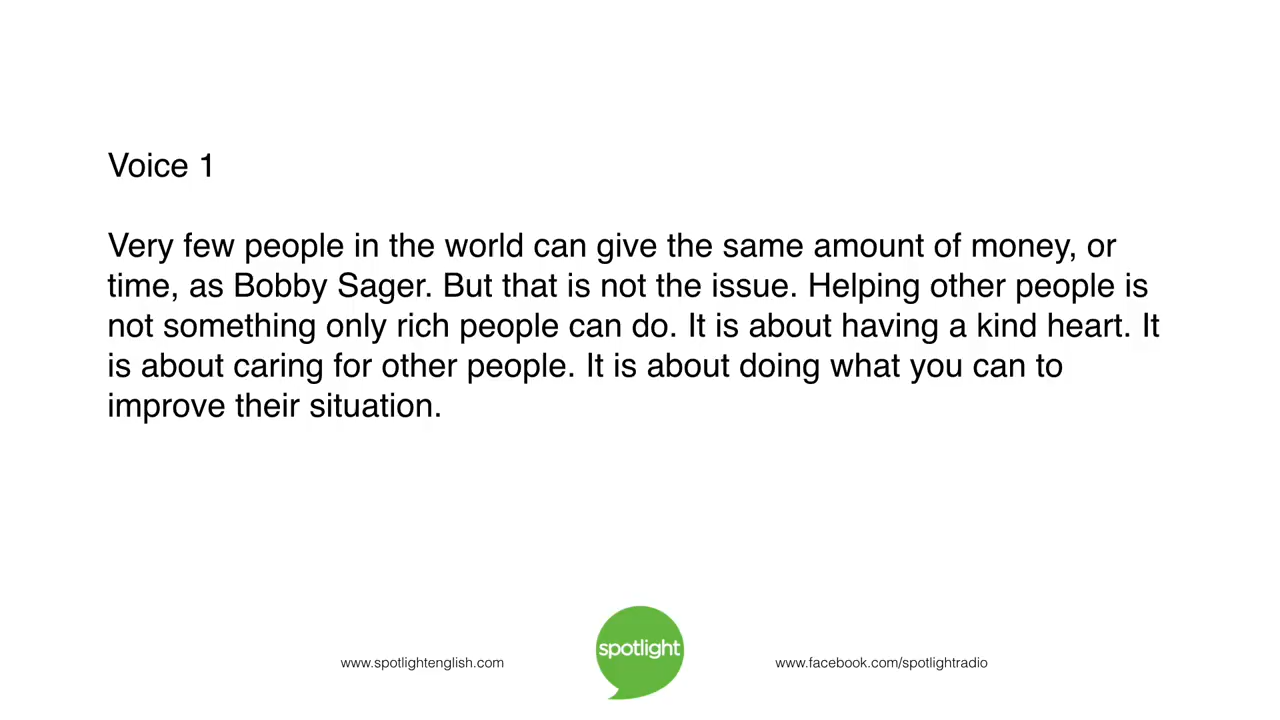 Voice 1
Very few people in the world can give the same amount of money, or
time, as Bobby Sager. But that is not the issue. Helping other people is
not something only rich people can do. It is about having a kind heart. It
is about caring for other people. It is about doing what you can to
improve their situation.
www.spotlightenglish.com
spotlight
www.facebook.com/spotlightradio